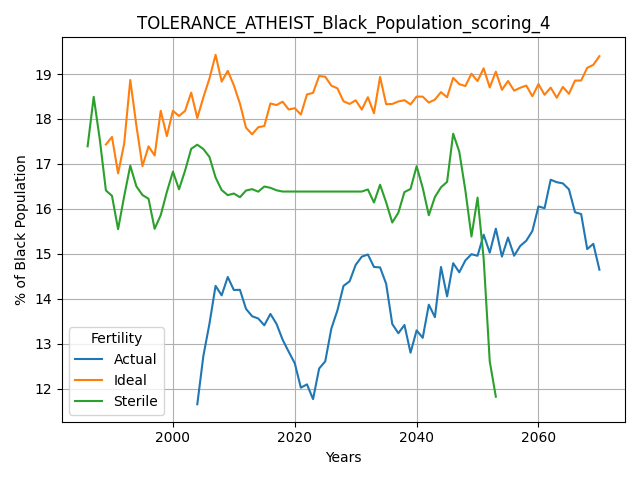 TOLERANCE_ATHEIST_Black_Population_scoring_4
% of Black Population
19
18
17
16
15
14
13
12
Fertility
Actual
Ideal
Sterile
2000 2020 2040 2060
Years